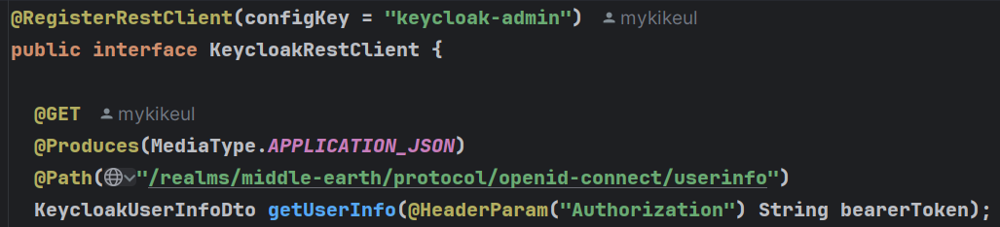 @RegisterRestClient(configKey = "keycloak-admin") mykikeul
public interface KeycloakRestClient {
@GET mykikeul
@Produces(MediaType.APPLICATION_JSON)
@Path("/realms/middle-earth/protocol/openid-connect/userinfo")
KeycloakUserInfoDto getUserInfo(@HeaderParam("Authorization") String bearerToken);